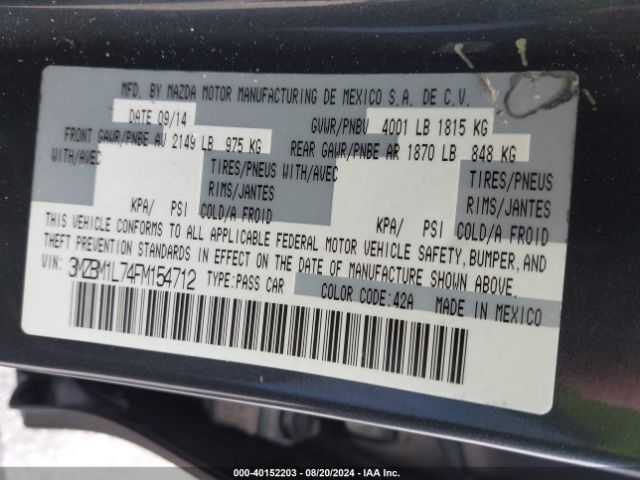 MFD. BY MAZDA MOTOR MANUFACTURING DE MEXICO S.A. DE C.V.
DATE 09/14 GVWR/PNBV 4001 LB 1815 KG
FRONT GAWR/PNBE AV 2149 LB 975 KG REAR GAWR/PNBE AR 1870 LB 848 KG
WITH/AVEC TIRES/PNEUS WITH/AVEC TIRES/PNEUS
RIMS/JANTES RIMS/JANTES
KPA/ PSI COLD/A FROID KPA/ PSI COLD/A FROID
THIS VEHICLE CONFORMS TO ALL APPLICABLE FEDERAL MOTOR VEHICLE SAFETY, BUMPER, AND
THEFT PREVENTION STANDARDS IN EFFECT ON THE DATE OF MANUFACTURE SHOWN ABOVE.
VIN: 3MZBM1L74FM154712 TYPE:PASS CAR COLOR CODE:42A MADE IN MEXICO
000-40152203 - 08/20/2024 - IAA Inc.